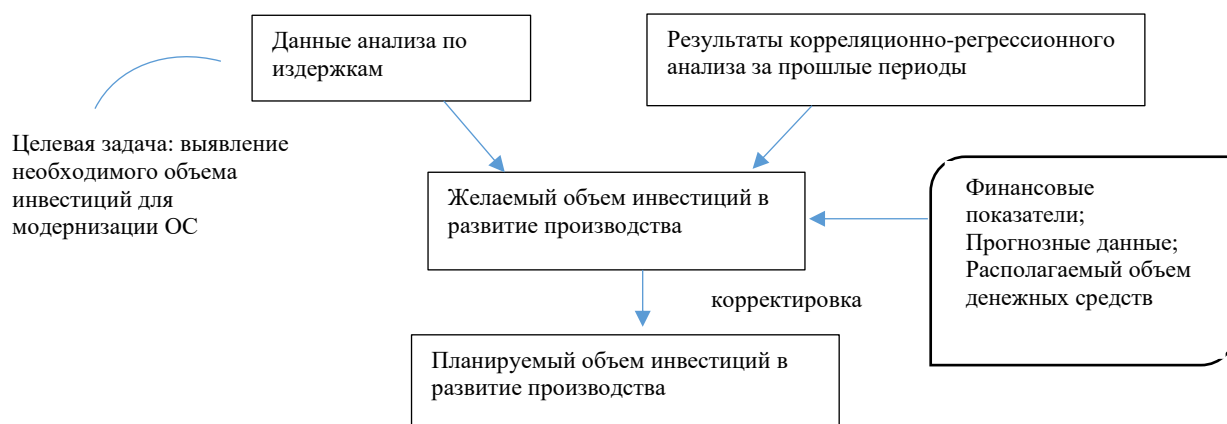 Данные анализа по
издержкам
Результаты корреляционно-регрессионного
анализа за прошлые периоды
Целевая задача: выявление
необходимого объема
инвестиций для
модернизации ОС
Желаемый объем инвестиций в
развитие производства
Финансовые
показатели;
Прогнозные данные;
Располагаемый объем
денежных средств
корректировка
Планируемый объем инвестиций в
развитие производства